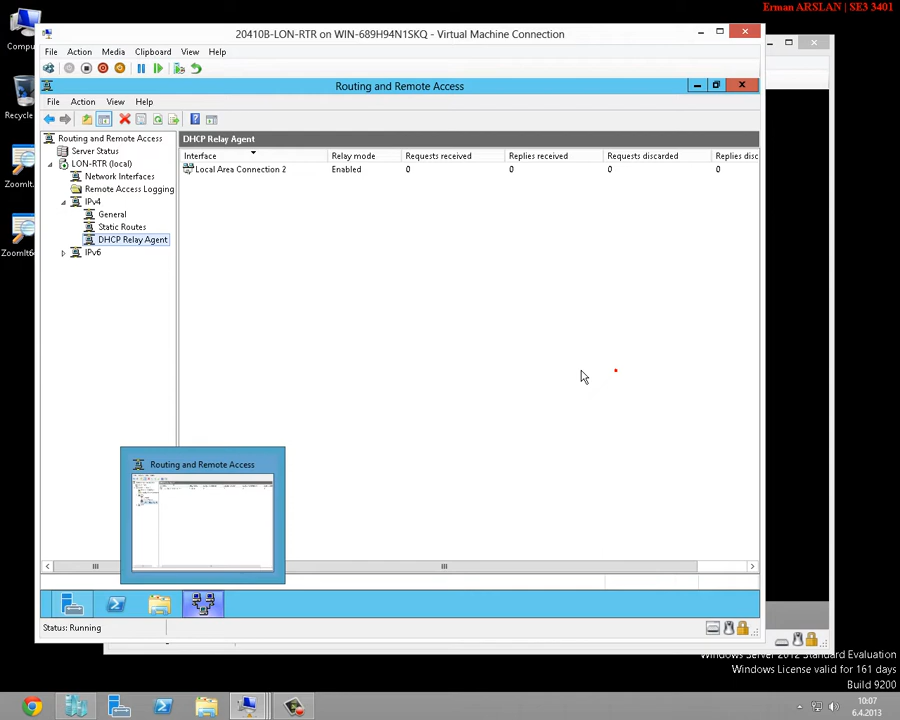 Erman ARSLAN | SE3 3401
Compu
20410B-LON-RTR on WIN-689H94N1SKQ - Virtual Machine Connection
File Action Media Clipboard View Help
Routing and Remote Access
File Action View Help
Recycle
Routing and Remote Access
Server Status
LON-RTR (local)
Network Interfaces
Remote Access Logging
IPv4
General
Static Routes
DHCP Relay Agent
IPv6
DHCP Relay Agent
Interface Relay mode Requests received Replies received Requests discarded Replies disc
Local Area Connection 2 Enabled 0 0 0 0
ZoomIt.
ZoomIt6
Routing and Remote Access
Status: Running
Windows Server 2012 Standard Evaluation
Windows License valid for 161 days
Build 9200
10:07
6.4.2013